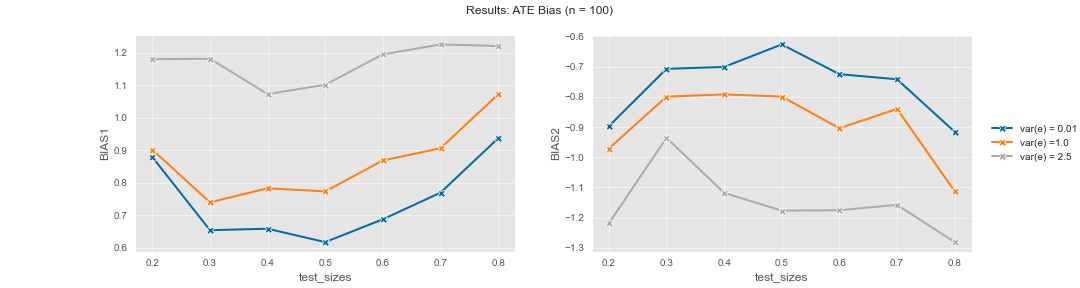 Results: ATE Bias (n = 100)
BIAS1
1.2
1.1
1.0
0.9
0.8
0.7
0.6
0.2 0.3 0.4 0.5 0.6 0.7 0.8
test_sizes
BIAS2
−0.6
−0.7
−0.8
−0.9
−1.0
−1.1
−1.2
−1.3
0.2 0.3 0.4 0.5 0.6 0.7 0.8
test_sizes
var(e) = 0.01
var(e) =1.0
var(e) = 2.5